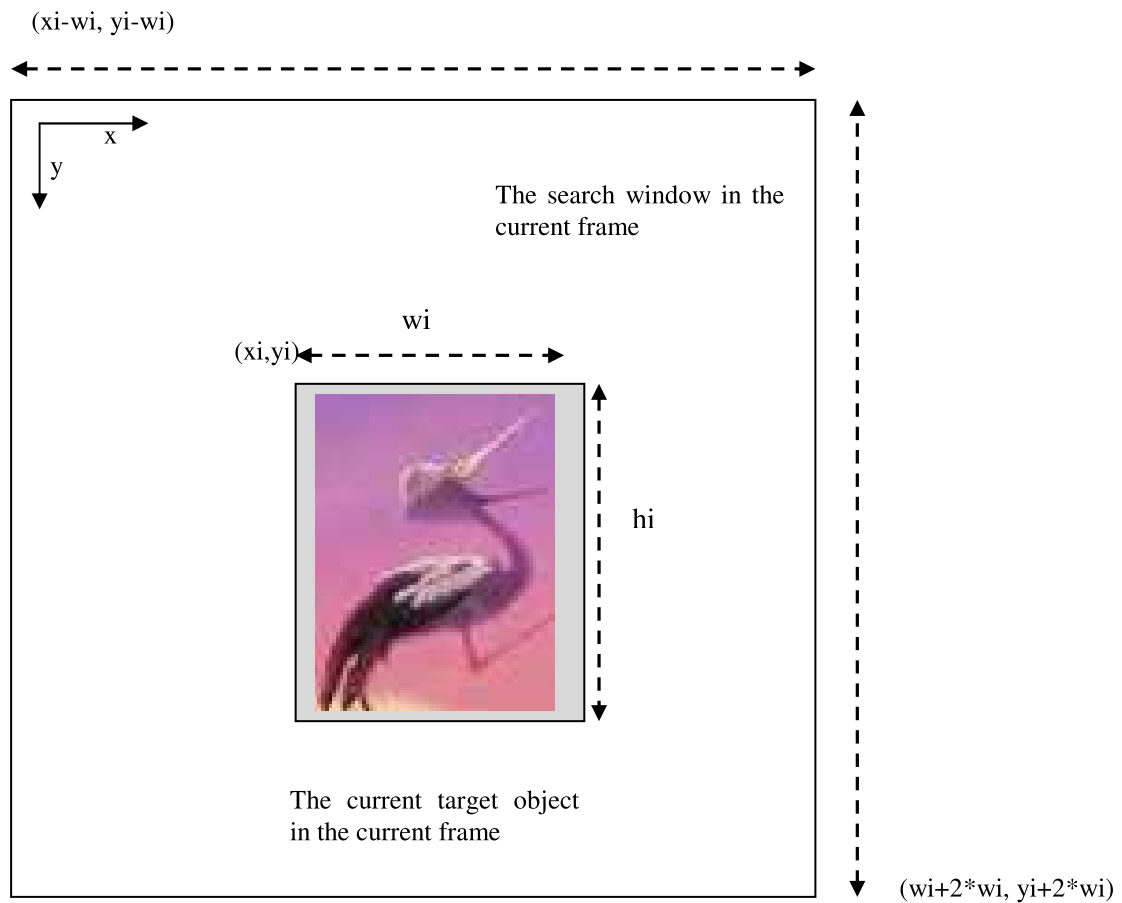 (xi-wi, yi-wi)
x
y
The search window in the
current frame
wi
(xi,yi)
hi
The current target object
in the current frame
(wi+2*wi, yi+2*wi)